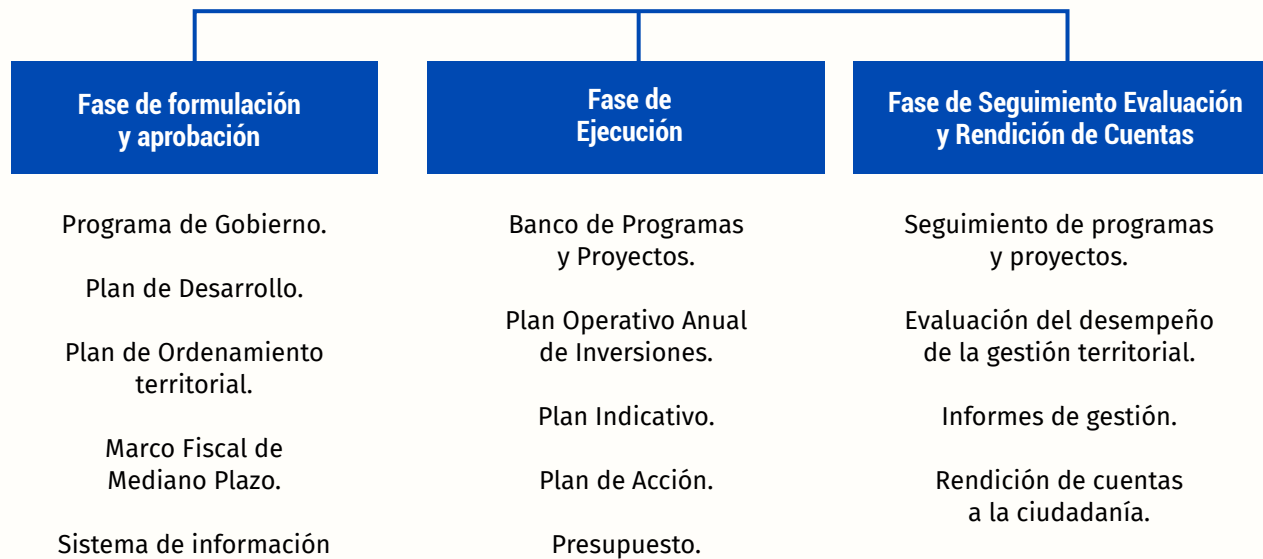 Fase de formulación
y aprobación
Programa de Gobierno.
Plan de Desarrollo.
Plan de Ordenamiento
territorial.
Marco Fiscal de
Mediano Plazo.
Sistema de información
Fase de
Ejecución
Banco de Programas
y Proyectos.
Plan Operativo Anual
de Inversiones.
Plan Indicativo.
Plan de Acción.
Presupuesto.
Fase de Seguimiento Evaluación
y Rendición de Cuentas
Seguimiento de programas
y proyectos.
Evaluación del desempeño
de la gestión territorial.
Informes de gestión.
Rendición de cuentas
a la ciudadanía.